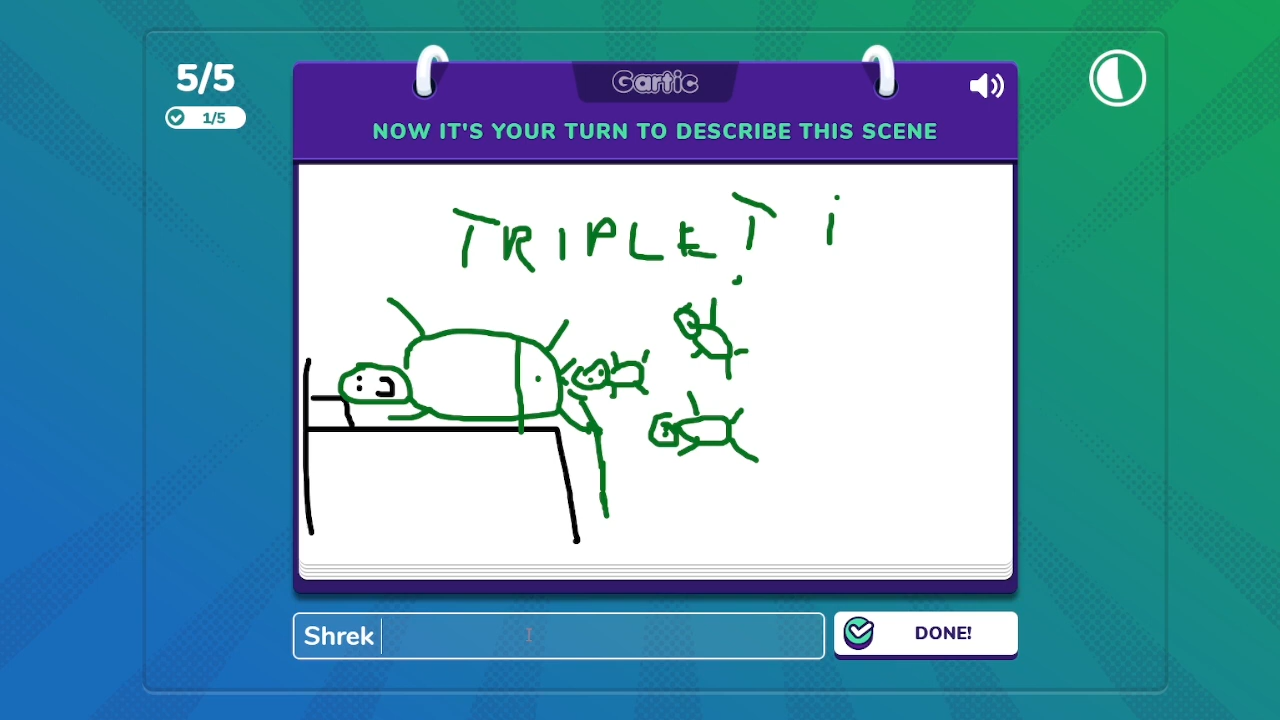 5/5
1/5
Gartic
NOW IT'S YOUR TURN TO DESCRIBE THIS SCENE
TRIPLET i
Shrek
DONE!